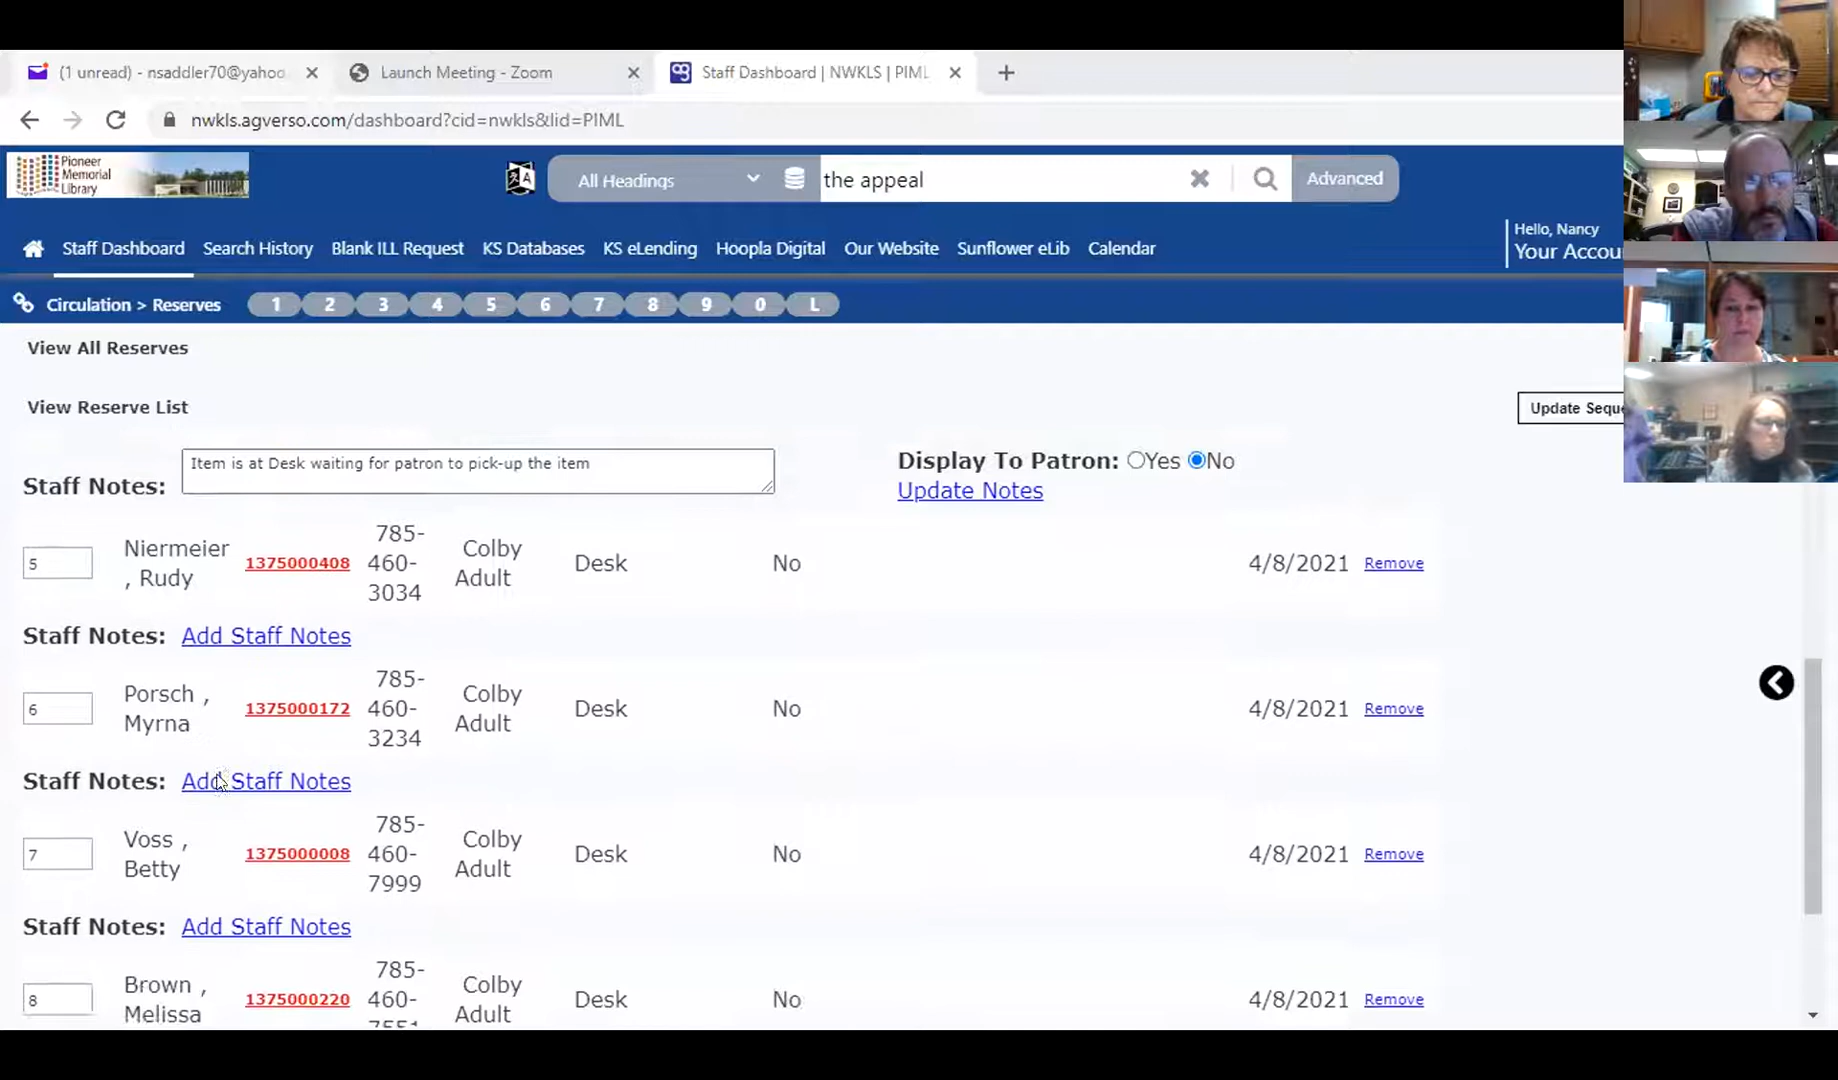 (1 unread) - nsaddler70@yahoo
Launch Meeting - Zoom
Staff Dashboard | NWKLS | PIML
nwkls.agverso.com/dashboard?cid=nwkls&lid=PIML
Pioneer
Memorial
Library
All Headings
the appeal
Advanced
Staff Dashboard
Search History
Blank ILL Request
KS Databases
KS eLending
Hoopla Digital
Our Website
Sunflower eLib
Calendar
Hello, Nancy
Your Accou
Circulation > Reserves
1 2 3 4 5 6 7 8 9 0 L
View All Reserves
View Reserve List
Update Seque
Staff Notes:
Item is at Desk waiting for patron to pick-up the item
Display To Patron: Yes No
Update Notes
5
Niermeier
, Rudy
1375000408
785-
460-
3034
Colby
Adult
Desk
No
4/8/2021
Remove
Staff Notes: Add Staff Notes
6
Porsch ,
Myrna
1375000172
785-
460-
3234
Colby
Adult
Desk
No
4/8/2021
Remove
Staff Notes: Add Staff Notes
7
Voss ,
Betty
1375000008
785-
460-
7999
Colby
Adult
Desk
No
4/8/2021
Remove
Staff Notes: Add Staff Notes
8
Brown ,
Melissa
1375000220
785-
460-
Colby
Adult
Desk
No
4/8/2021
Remove